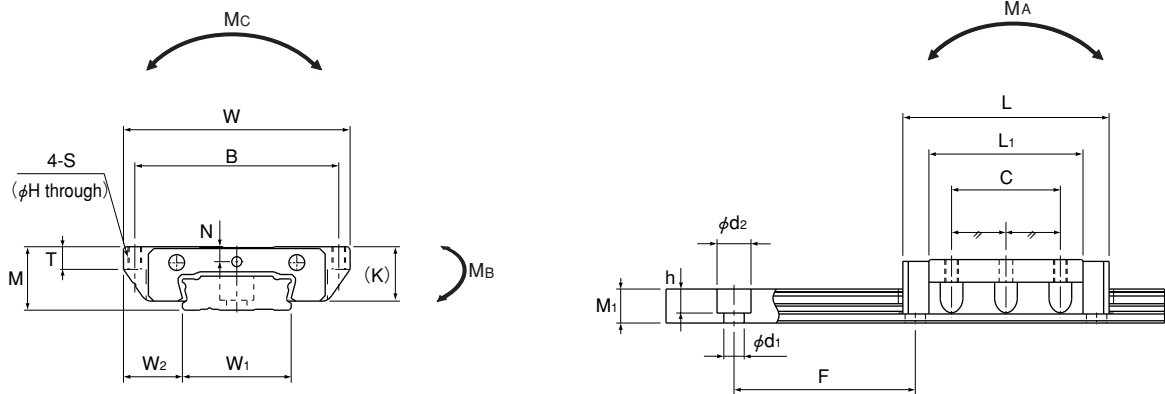 MC
W
B
4-S
(φH through)
N
T
M
(K)
MB
W2
W1
MA
L
L1
C
φd2
h
M1
φd1
F